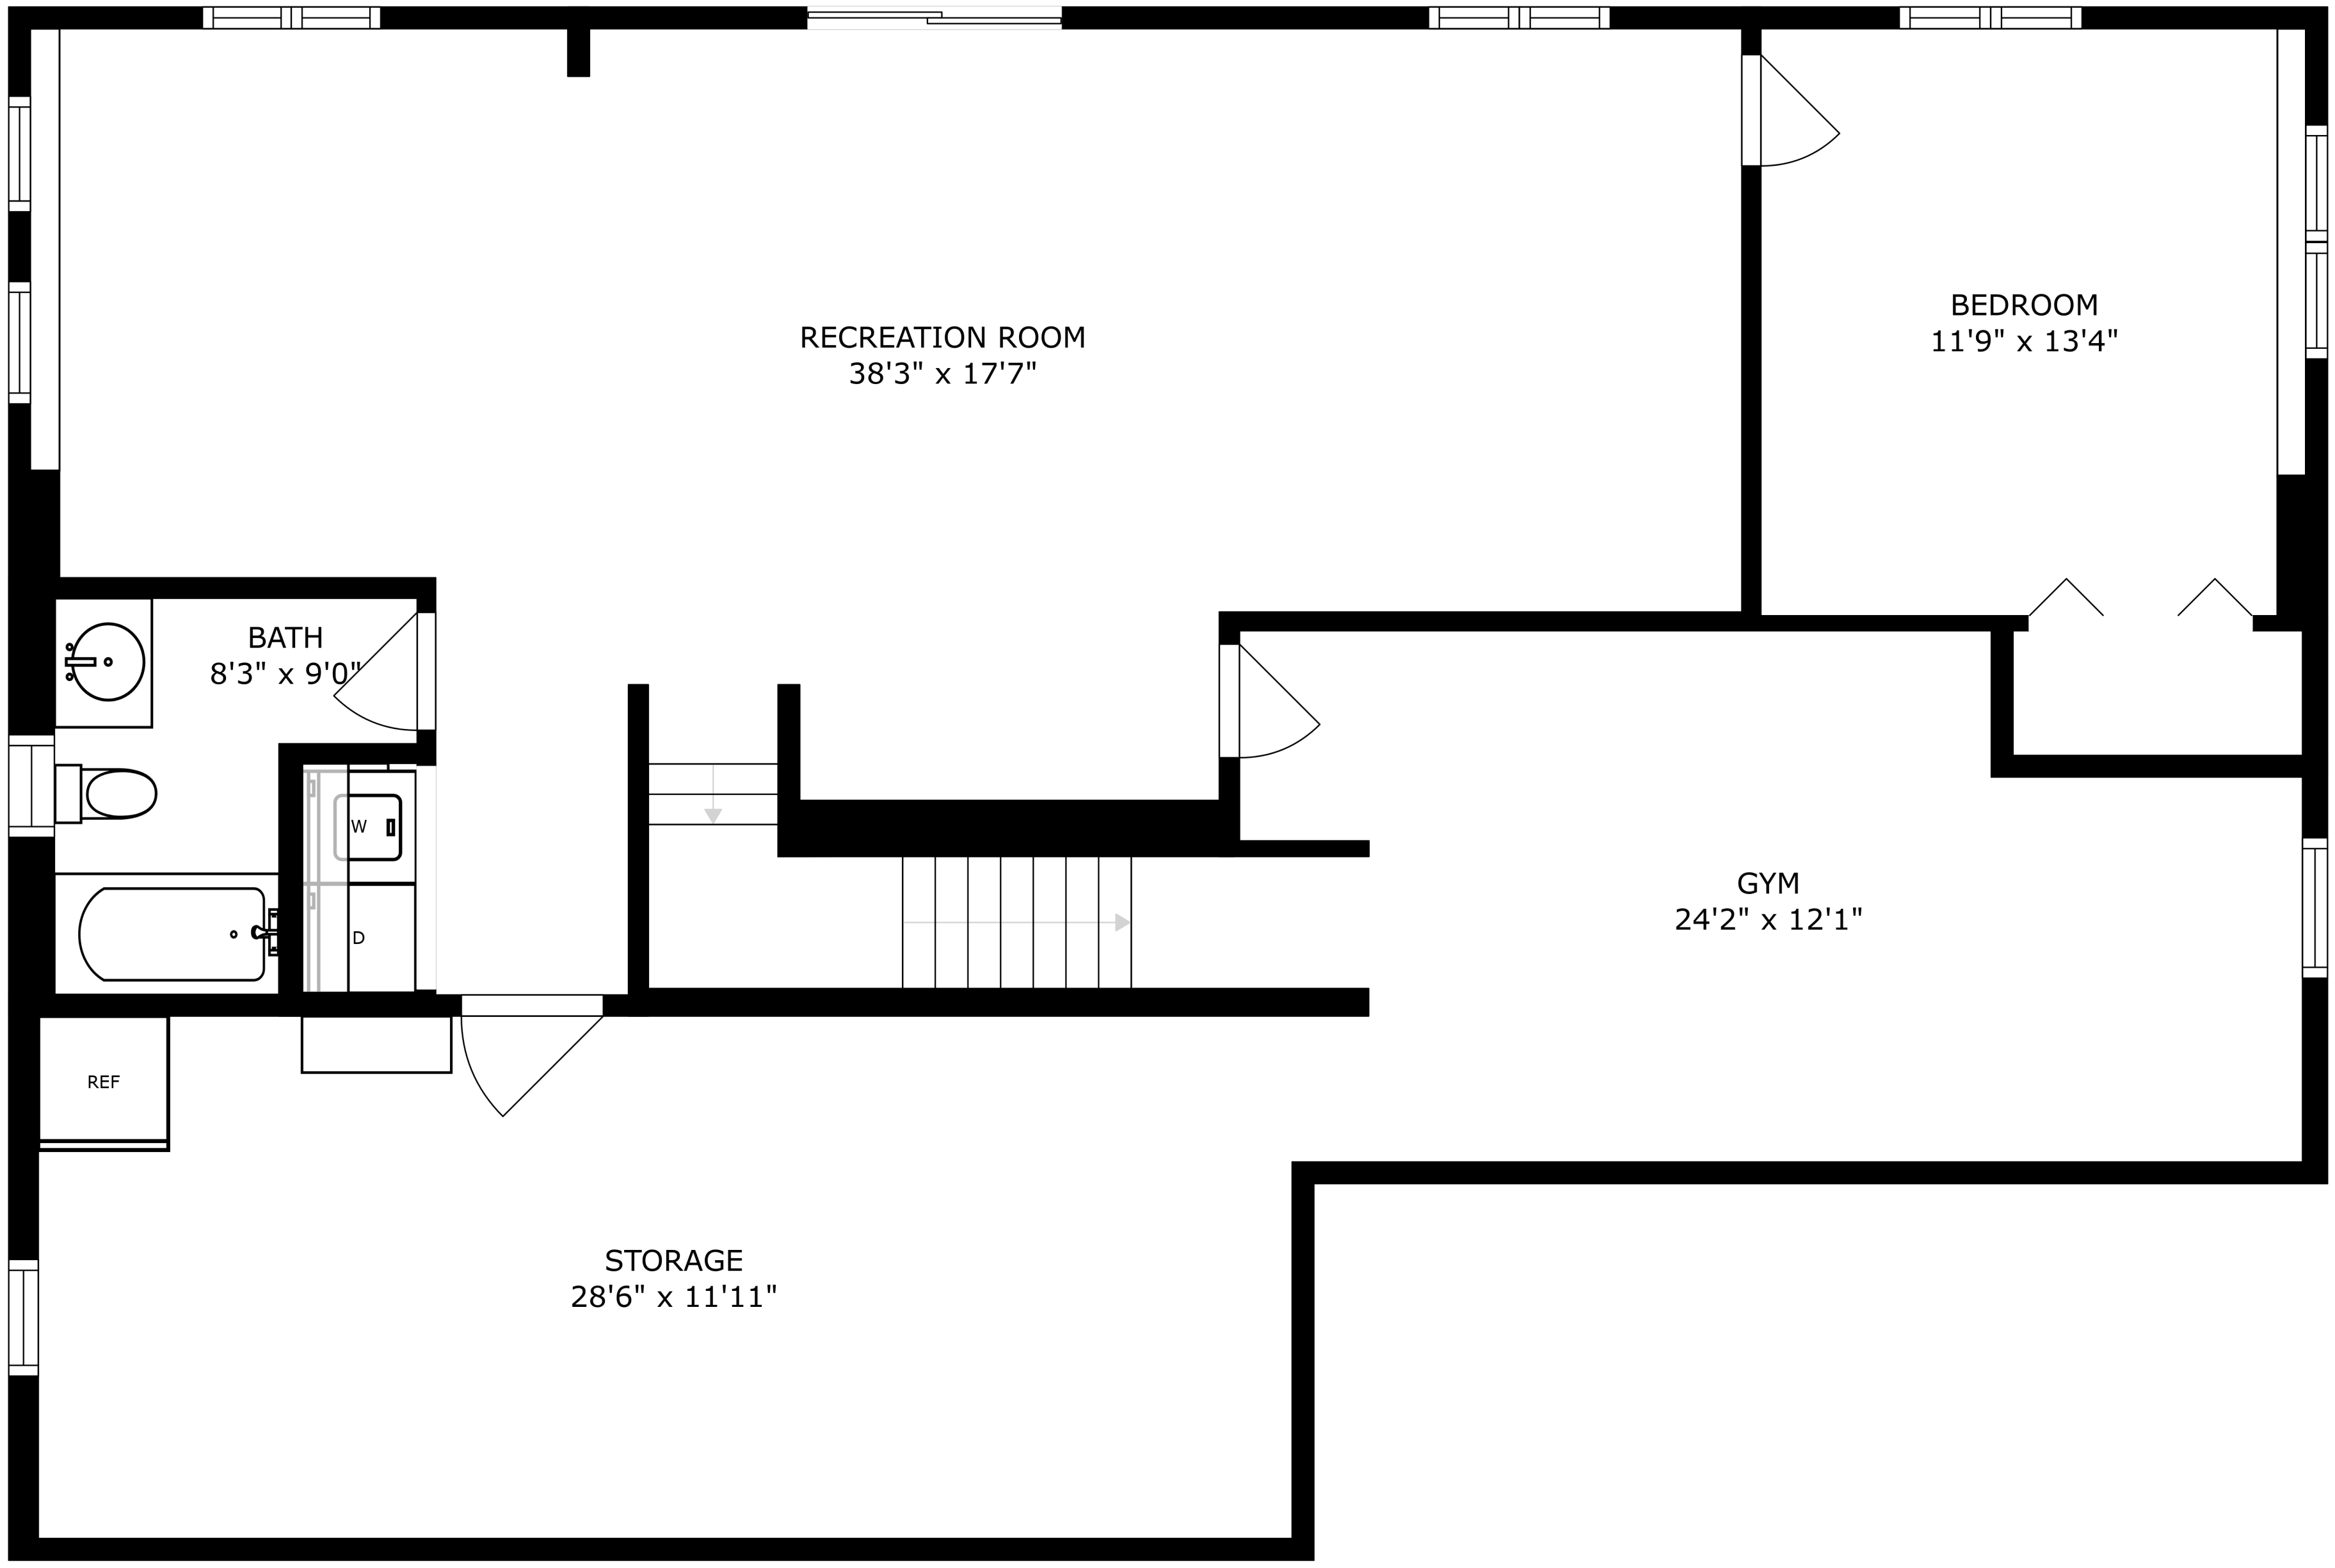 RECREATION ROOM
38'3" x 17'7"
BEDROOM
11'9" x 13'4"
BATH
8'3" x 9'0"
W
D
GYM
24'2" x 12'1"
REF
STORAGE
28'6" x 11'11"